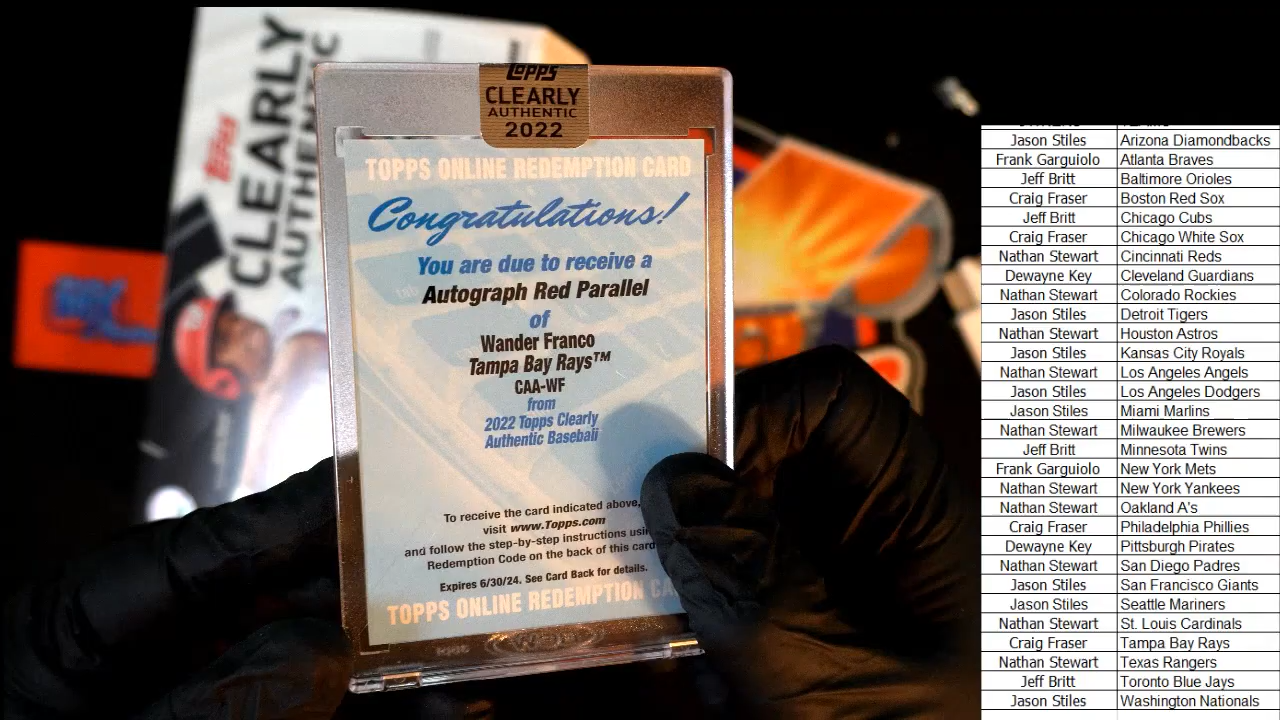 Topps
CLEARLY
AUTHENTIC
Topps
CLEARLY
AUTHENTIC
2022
TOPPS ONLINE REDEMPTION CARD
Congratulations!
You are due to receive a
Autograph Red Parallel
of
Wander Franco
Tampa Bay Rays™
CAA-WF
from
2022 Topps Clearly
Authentic Baseball
To receive the card indicated above,
visit www.Topps.com
and follow the step-by-step instructions
Redemption Code on the back of this card
Expires 6/30/24. See Card Back for details.
TOPPS ONLINE REDEMPTION
Jason Stiles Arizona Diamondbacks
Frank Garguiolo Atlanta Braves
Jeff Britt Baltimore Orioles
Craig Fraser Boston Red Sox
Jeff Britt Chicago Cubs
Craig Fraser Chicago White Sox
Nathan Stewart Cincinnati Reds
Dewayne Key Cleveland Guardians
Nathan Stewart Colorado Rockies
Jason Stiles Detroit Tigers
Nathan Stewart Houston Astros
Jason Stiles Kansas City Royals
Nathan Stewart Los Angeles Angels
Jason Stiles Los Angeles Dodgers
Jason Stiles Miami Marlins
Nathan Stewart Milwaukee Brewers
Jeff Britt Minnesota Twins
Frank Garguiolo New York Mets
Nathan Stewart New York Yankees
Nathan Stewart Oakland A's
Craig Fraser Philadelphia Phillies
Dewayne Key Pittsburgh Pirates
Nathan Stewart San Diego Padres
Jason Stiles San Francisco Giants
Jason Stiles Seattle Mariners
Nathan Stewart St. Louis Cardinals
Craig Fraser Tampa Bay Rays
Nathan Stewart Texas Rangers
Jeff Britt Toronto Blue Jays
Jason Stiles Washington Nationals